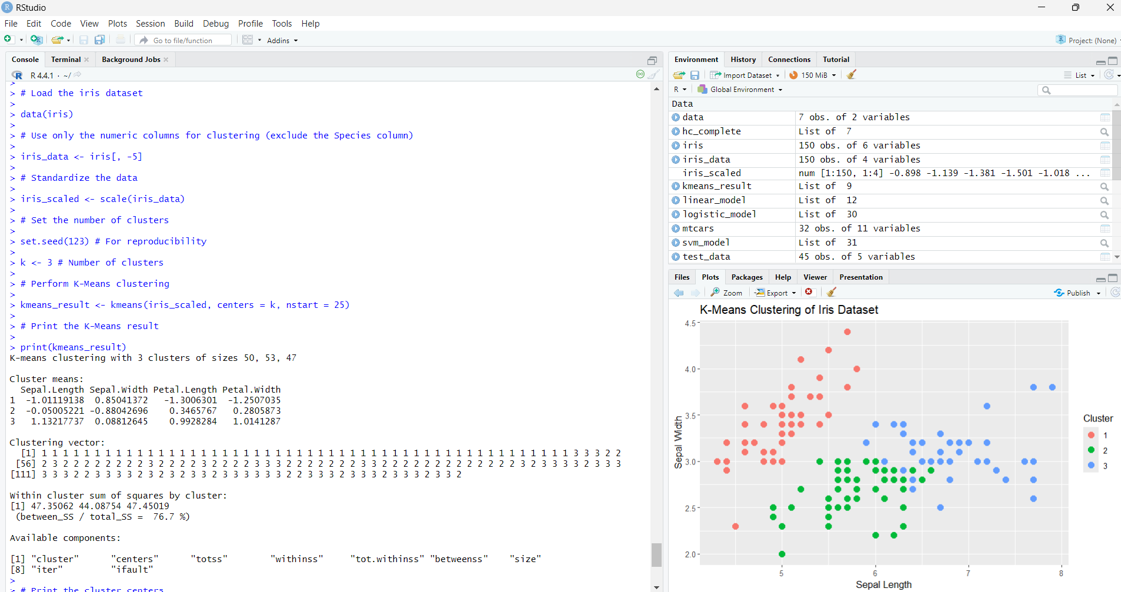 RStudio
File Edit Code View Plots Session Build Debug Profile Tools Help
Go to file/function Addins Project: (None)
Console Terminal Background Jobs
R R 4.4.1 · ~/
>
> # Load the iris dataset
>
> data(iris)
>
> # Use only the numeric columns for clustering (exclude the Species column)
>
> iris_data <- iris[, -5]
>
> # Standardize the data
>
> iris_scaled <- scale(iris_data)
>
> # Set the number of clusters
>
> set.seed(123) # For reproducibility
>
> k <- 3 # Number of clusters
>
> # Perform K-Means clustering
>
> kmeans_result <- kmeans(iris_scaled, centers = k, nstart = 25)
>
> # Print the K-Means result
>
> print(kmeans_result)
K-means clustering with 3 clusters of sizes 50, 53, 47
Cluster means:
Sepal.Length Sepal.Width Petal.Length Petal.Width
1 -1.01119138 0.85041372 -1.3006301 -1.2507035
2 -0.05005221 -0.88042696 0.3465767 0.2805873
3 1.13217737 0.08812645 0.9928284 1.0141287
Clustering vector:
[1] 1 1 1 1 1 1 1 1 1 1 1 1 1 1 1 1 1 1 1 1 1 1 1 1 1 1 1 1 1 1 1 1 1 1 1 1 1 1 1 1 1 1 1 1 1 1 1 1 1 1 3 3 3 2 2
[56] 2 3 2 2 2 2 2 2 2 2 3 2 2 2 2 3 2 2 2 2 3 3 3 2 2 2 2 2 2 2 3 3 2 2 2 2 2 2 2 2 2 2 2 2 2 3 2 3 3 3 3 2 3 3 3
[111] 3 3 3 2 2 3 3 3 3 2 3 2 3 2 3 3 2 3 3 3 3 3 3 2 2 3 3 3 2 3 3 3 2 3 3 3 2 3 3 2
Within cluster sum of squares by cluster:
[1] 47.35062 44.08754 47.45019
(between_SS / total_SS = 76.7 %)
Available components:
[1] "cluster" "centers" "totss" "withinss" "tot.withinss" "betweenss" "size"
[8] "iter" "ifault"
>
> # Print the cluster centers
Environment History Connections Tutorial
Import Dataset 150 MiB List
R Global Environment
Data
data 7 obs. of 2 variables
hc_complete List of 7
iris 150 obs. of 6 variables
iris_data 150 obs. of 4 variables
iris_scaled num [1:150, 1:4] -0.898 -1.139 -1.381 -1.501 -1.018 ...
kmeans_result List of 9
linear_model List of 12
logistic_model List of 30
mtcars 32 obs. of 11 variables
svm_model List of 31
test_data 45 obs. of 5 variables
Files Plots Packages Help Viewer Presentation
Zoom Export Publish
K-Means Clustering of Iris Dataset
4.5
4.0
3.5
3.0
2.5
2.0
Sepal Width
5 6 7 8
Sepal Length
Cluster
1
2
3